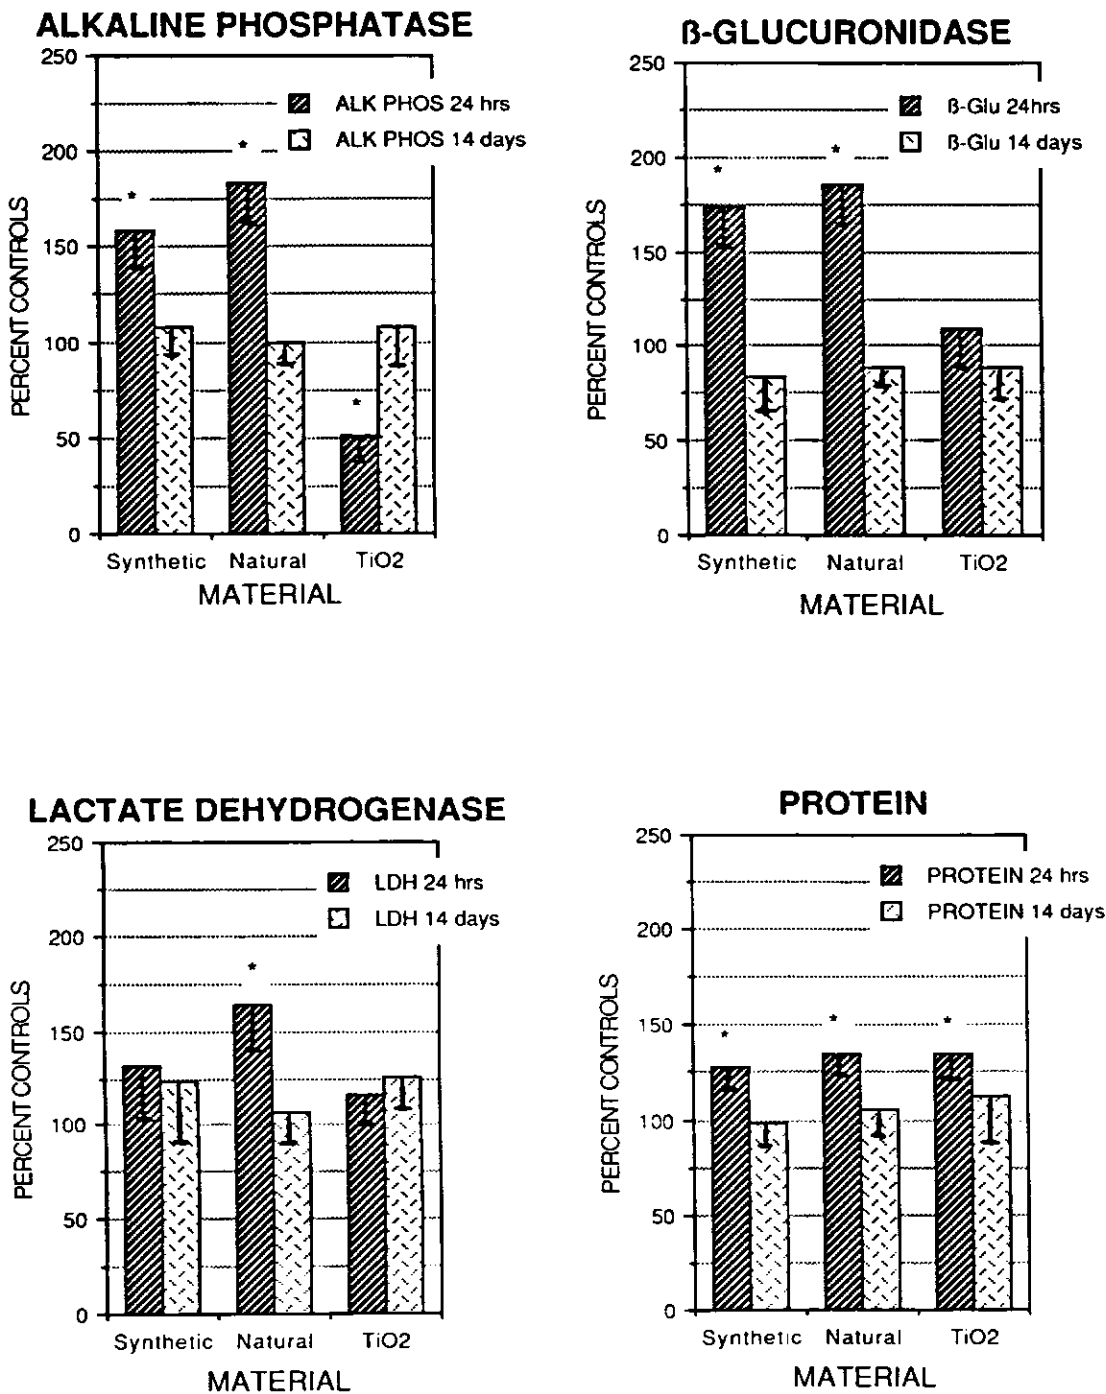 ALKALINE PHOSPHATASE
250
200
150
100
50
0
PERCENT CONTROLS
ALK PHOS 24 hrs
ALK PHOS 14 days
*
*
*
Synthetic Natural TiO2
MATERIAL
ß-GLUCURONIDASE
250
200
150
100
50
0
PERCENT CONTROLS
ß-Glu 24hrs
ß-Glu 14 days
*
*
Synthetic Natural TiO2
MATERIAL
LACTATE DEHYDROGENASE
250
200
150
100
50
0
PERCENT CONTROLS
LDH 24 hrs
LDH 14 days
*
Synthetic Natural TiO2
MATERIAL
PROTEIN
250
200
150
100
50
0
PERCENT CONTROLS
PROTEIN 24 hrs
PROTEIN 14 days
*
*
*
Synthetic Natural TiO2
MATERIAL